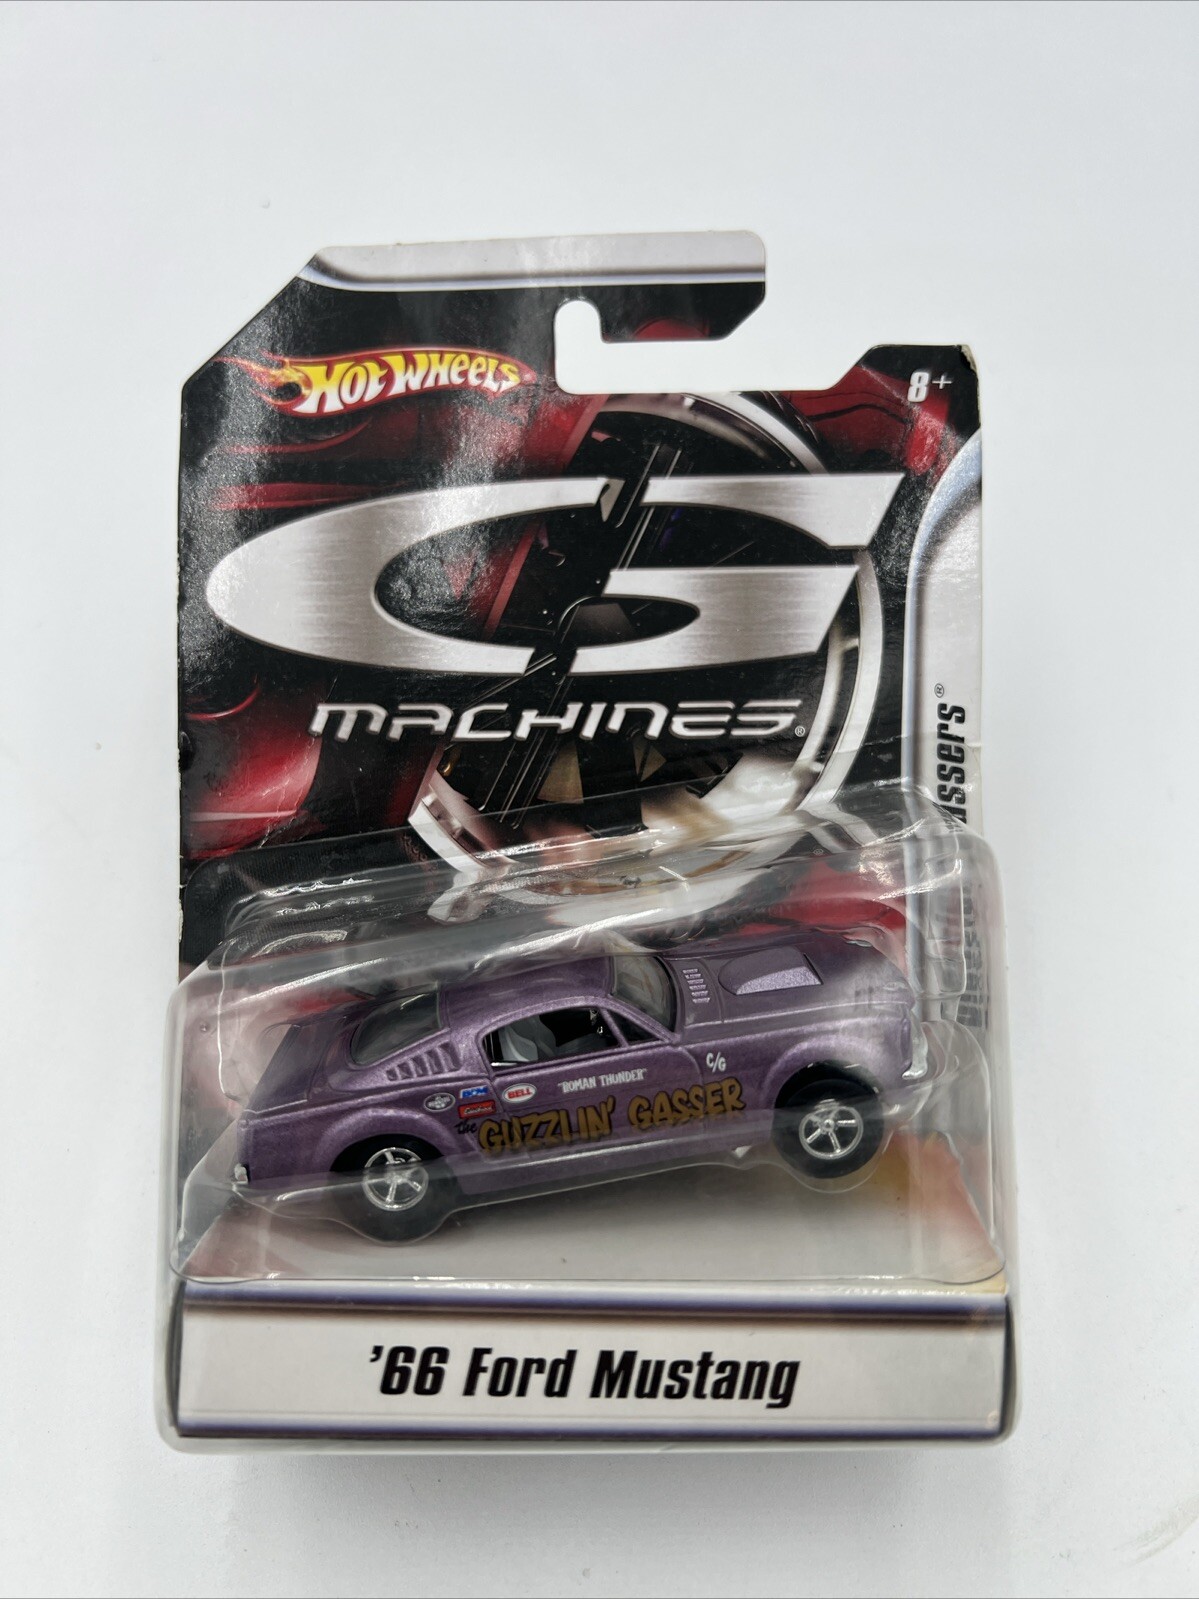 HOT WHEELS
8+
G
MACHINES®
"ROMAN THUNDER"
C/G
BELL
the GUZZLIN' GASSER
'66 Ford Mustang